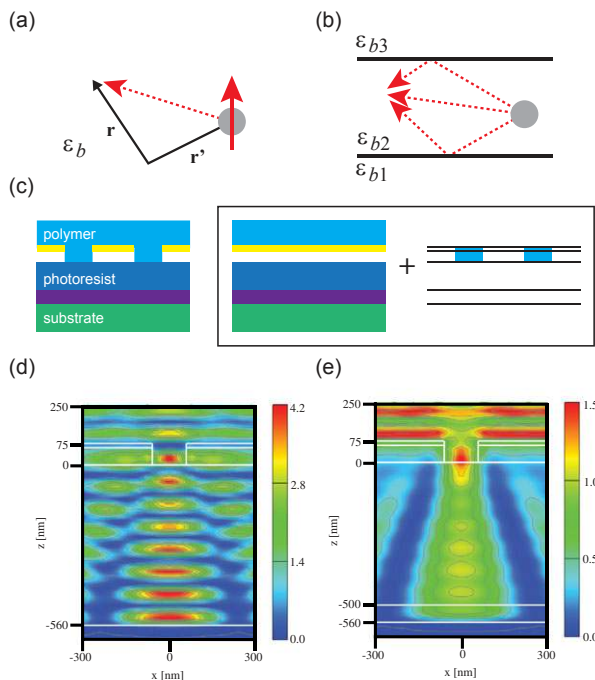 (a)
(b)
ε_b
r
r'
ε_b3
ε_b2
ε_b1
(c)
polymer
photoresist
substrate
+
(d)
(e)
250
75
0
-560
z [nm]
-300 0 300
x [nm]
4.2
2.8
1.4
0.0
250
75
0
-500
-560
z [nm]
-300 0 300
x [nm]
1.5
1.0
0.5
0.0